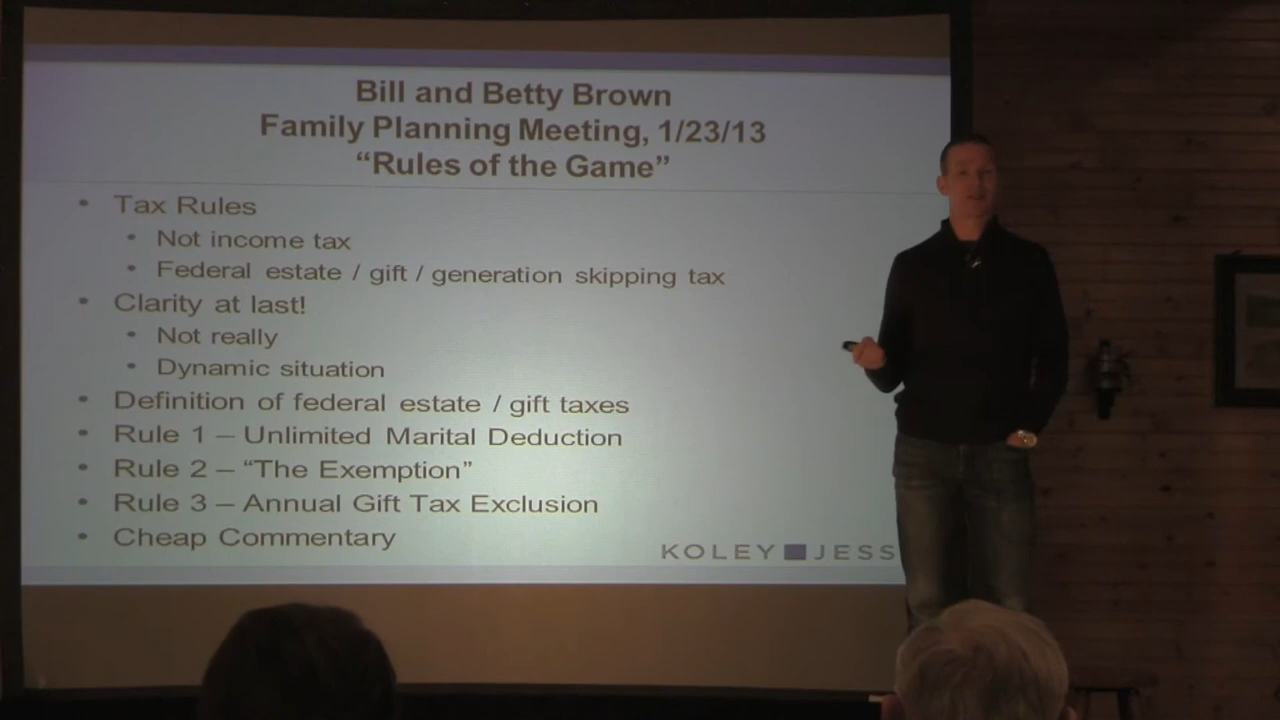 Bill and Betty Brown
Family Planning Meeting, 1/23/13
“Rules of the Game”
• Tax Rules
• Not income tax
• Federal estate / gift / generation skipping tax
• Clarity at last!
• Not really
• Dynamic situation
• Definition of federal estate / gift taxes
• Rule 1 – Unlimited Marital Deduction
• Rule 2 – “The Exemption”
• Rule 3 – Annual Gift Tax Exclusion
• Cheap Commentary
KOLEY JESS